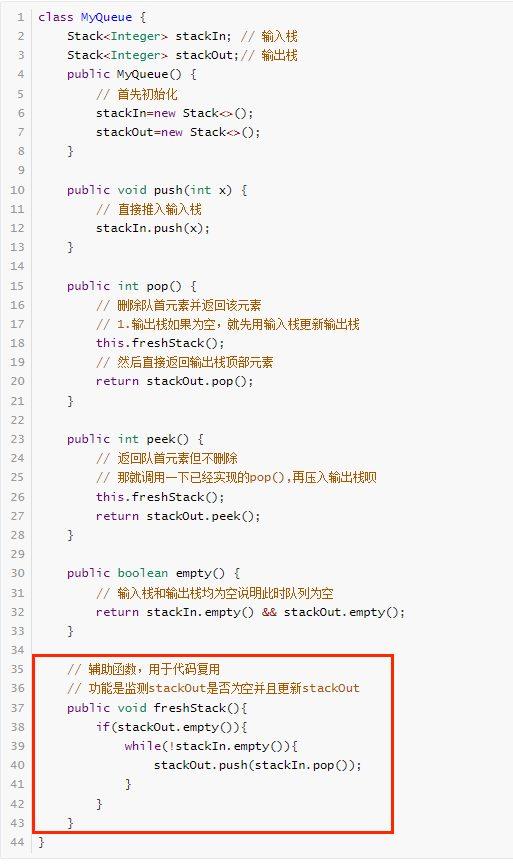 1 class MyQueue {
2     Stack<Integer> stackIn; // 输入栈
3     Stack<Integer> stackOut;// 输出栈
4     public MyQueue() {
5         // 首先初始化
6         stackIn=new Stack<>();
7         stackOut=new Stack<>();
8     }
9
10     public void push(int x) {
11         // 直接推入输入栈
12         stackIn.push(x);
13     }
14
15     public int pop() {
16         // 删除队首元素并返回该元素
17         // 1.输出栈如果为空，就先用输入栈更新输出栈
18         this.freshStack();
19         // 然后直接返回输出栈顶部元素
20         return stackOut.pop();
21     }
22
23     public int peek() {
24         // 返回队首元素但不删除
25         // 那就调用一下已经实现的pop(),再压入输出栈呗
26         this.freshStack();
27         return stackOut.peek();
28     }
29
30     public boolean empty() {
31         // 输入栈和输出栈均为空说明此时队列为空
32         return stackIn.empty() && stackOut.empty();
33     }
34
35     // 辅助函数，用于代码复用
36     // 功能是监测stackOut是否为空并且更新stackOut
37     public void freshStack(){
38         if(stackOut.empty()){
39             while(!stackIn.empty()){
40                 stackOut.push(stackIn.pop());
41             }
42         }
43     }
44 }